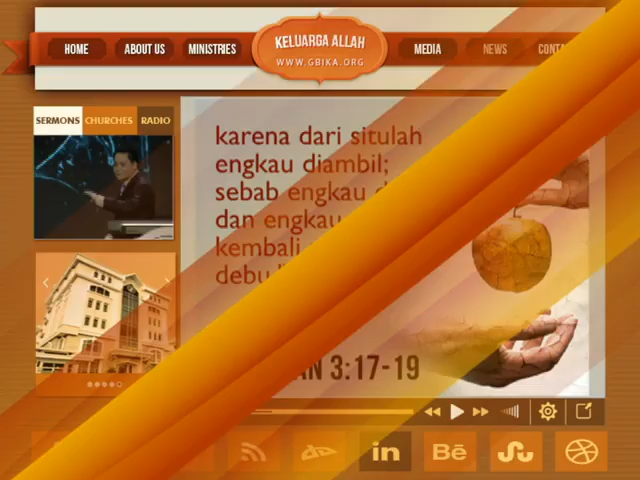 HOME
ABOUT US
MINISTRIES
KELUARGA ALLAH
WWW.GBIKA.ORG
MEDIA
NEWS
SERMONS
CHURCHES
RADIO
karena dari situlah
engkau diambil;
sebab engkau
dan engkau
kembali
debu
3:17-19
in
Bē